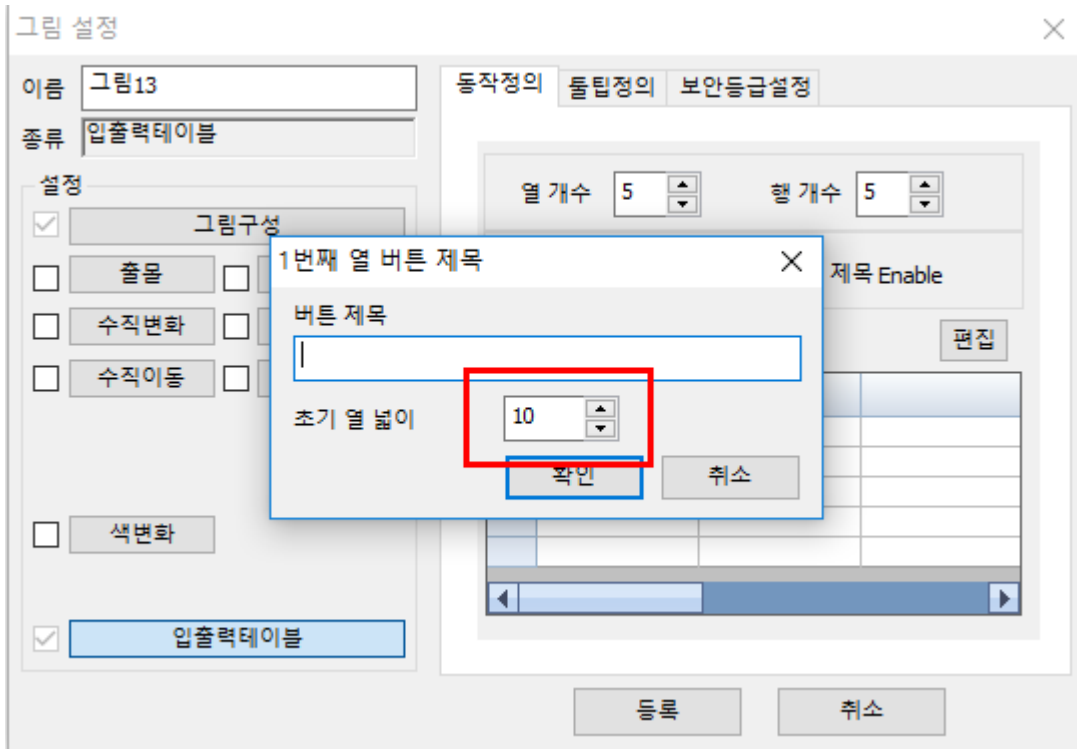 그림 설정
이름 그림13
종류 입출력테이블
설정
그림구성
출몰
수직변화
수직이동
색변화
입출력테이블
동작정의 툴팁정의 보안등급설정
열 개수 5 행 개수 5
제목 Enable
편집
1번째 열 버튼 제목
버튼 제목
초기 열 넓이 10
확인 취소
등록 취소